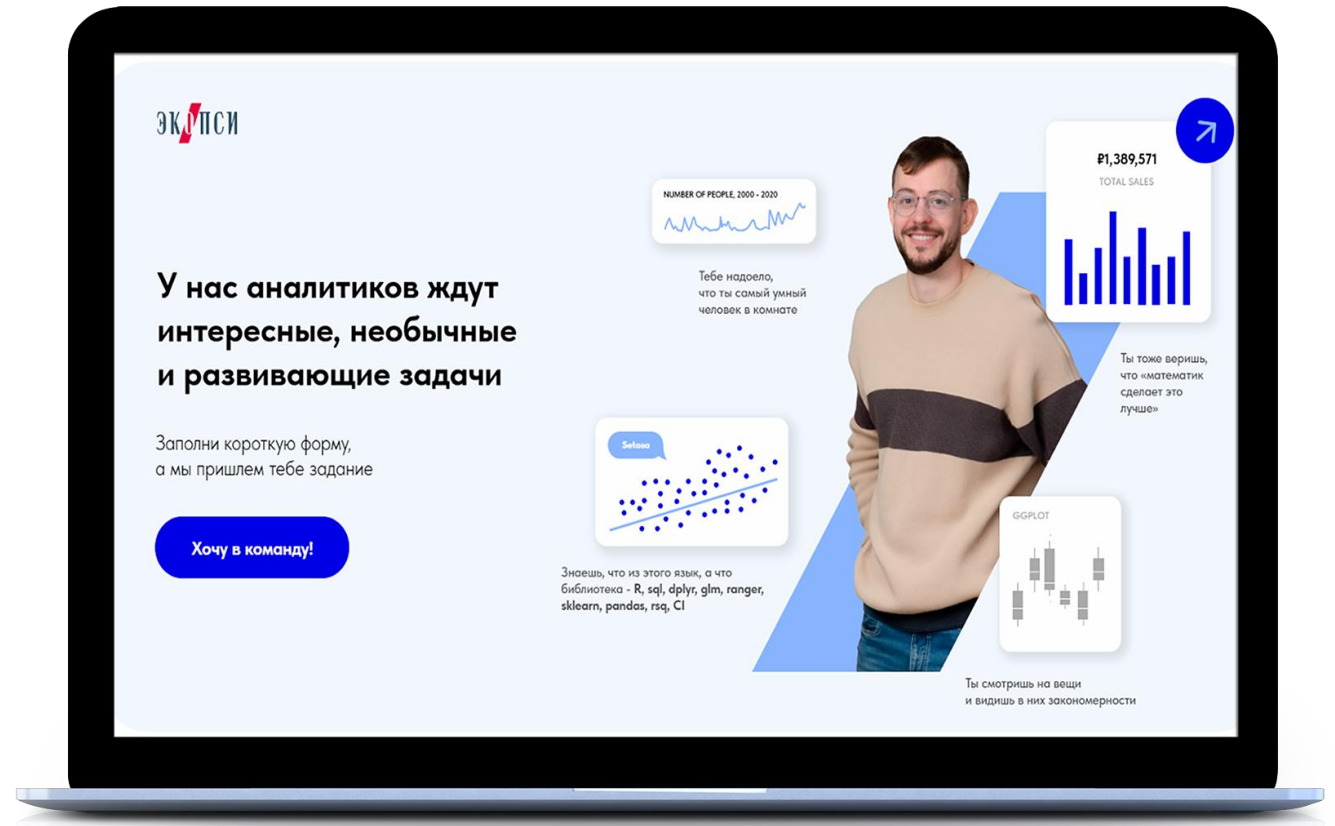 ЭКОПСИ
У нас аналитиков ждут
интересные, необычные
и развивающие задачи
Заполни короткую форму,
а мы пришлем тебе задание
Хочу в команду!
NUMBER OF PEOPLE, 2000 - 2020
Тебе надоело,
что ты самый умный
человек в комнате
₽1,389,571
TOTAL SALES
Ты тоже веришь,
что «математик
сделает это
лучше»
Setosa
Знаешь, что из этого язык, а что
библиотека - R, sql, dplyr, glm, ranger,
sklearn, pandas, rsq, CI
GGPLOT
Ты смотришь на вещи
и видишь в них закономерности